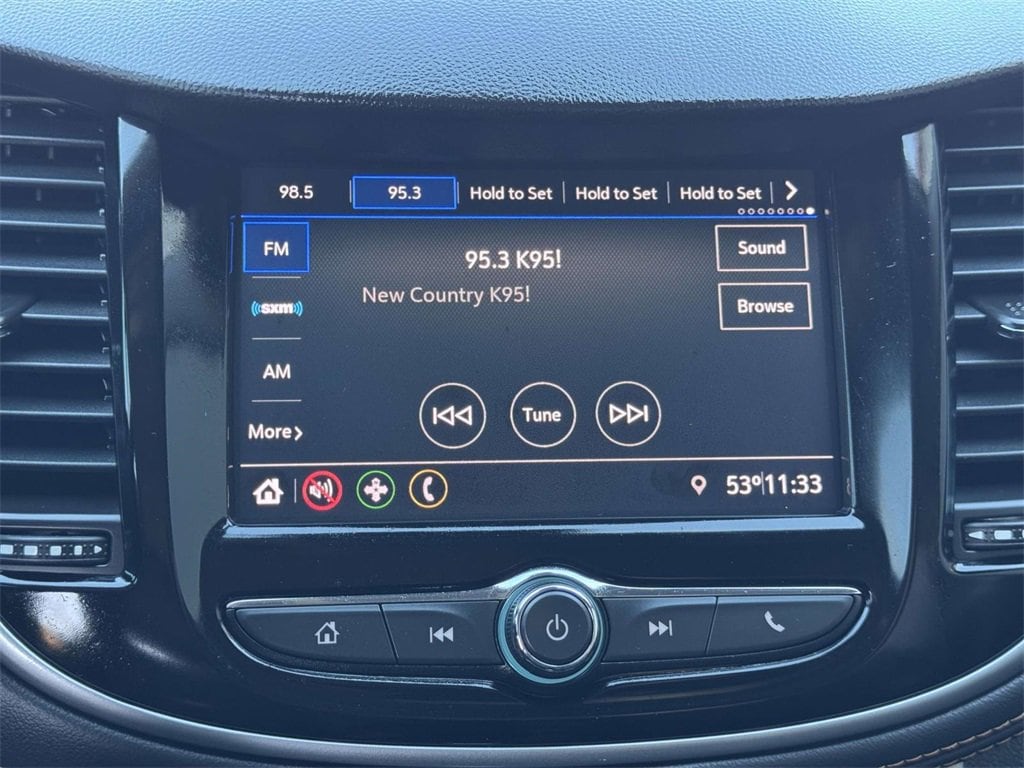 98.5 95.3 Hold to Set Hold to Set Hold to Set
FM
95.3 K95!
Sound
New Country K95!
((sxm))
Browse
AM
Tune
More
53° 11:33